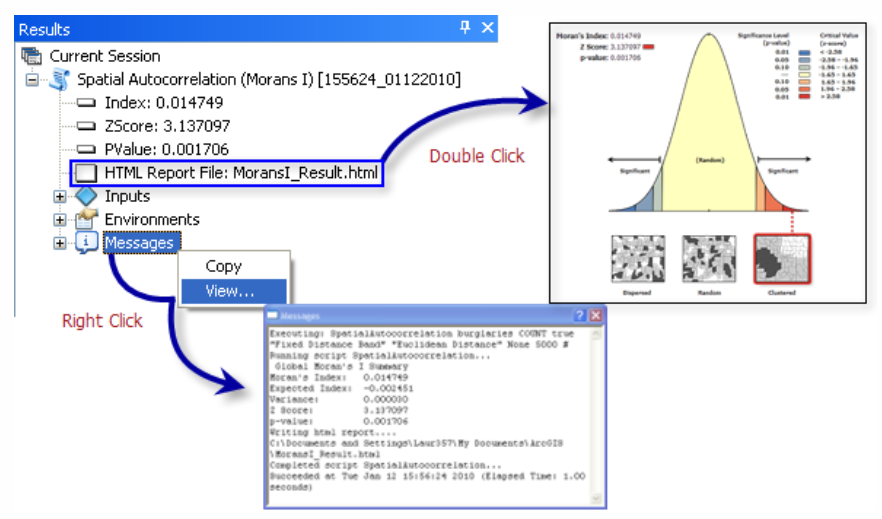 Results
Current Session
Spatial Autocorrelation (Morans I) [155624_01122010]
Index: 0.014749
ZScore: 3.137097
PValue: 0.001706
HTML Report File: MoransI_Result.html
Inputs
Environments
Messages
Copy
View...
Right Click
Double Click
Moran's Index: 0.014749
Z Score: 3.137097
p-value: 0.001706
Significance Level
(p-value)
Critical Value
(z-score)
0.01 < -2.58
0.05 -2.58 - -1.96
0.10 -1.96 - -1.65
--- -1.65 - 1.65
0.10 1.65 - 1.96
0.05 1.96 - 2.58
0.01 > 2.58
Significant
(Random)
Significant
Dispersed
Random
Clustered
Messages
Executing: SpatialAutocorrelation burglaries COUNT true
"Fixed Distance Band" "Euclidean Distance" None 5000 #
Running script SpatialAutocorrelation...
Global Moran's I Summary
Moran's Index: 0.014749
Expected Index: -0.002451
Variance: 0.000030
Z Score: 3.137097
p-value: 0.001706
Writing html report....
C:\Documents and Settings\Laur357\My Documents\ArcGIS
\MoransI_Result.html
Completed script SpatialAutocorrelation...
Succeeded at Tue Jan 12 15:56:24 2010 (Elapsed Time: 1.00
seconds)